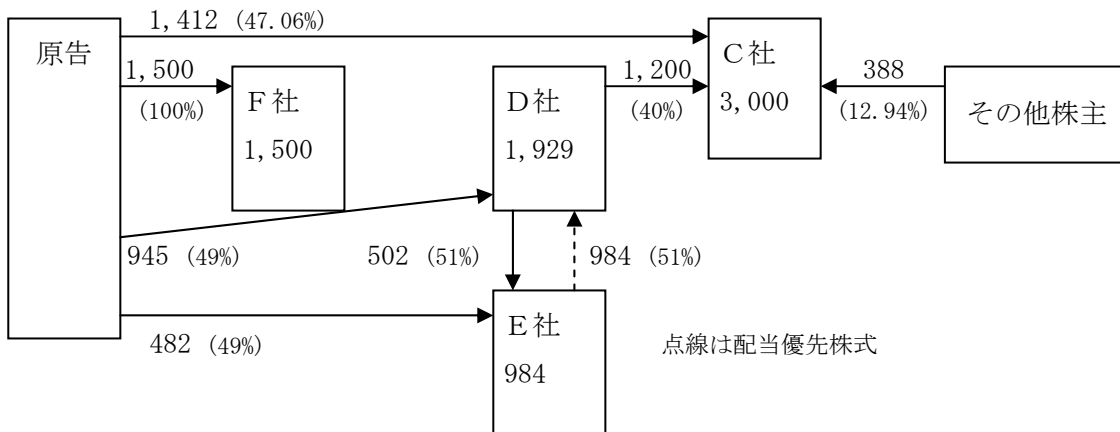 1,412 (47.06%)
原告
1,500
(100%)
F社
1,500
D社
1,929
1,200
(40%)
C社
3,000
388
(12.94%)
その他株主
945 (49%)
502 (51%)
984 (51%)
482 (49%)
E社
984
点線は配当優先株式